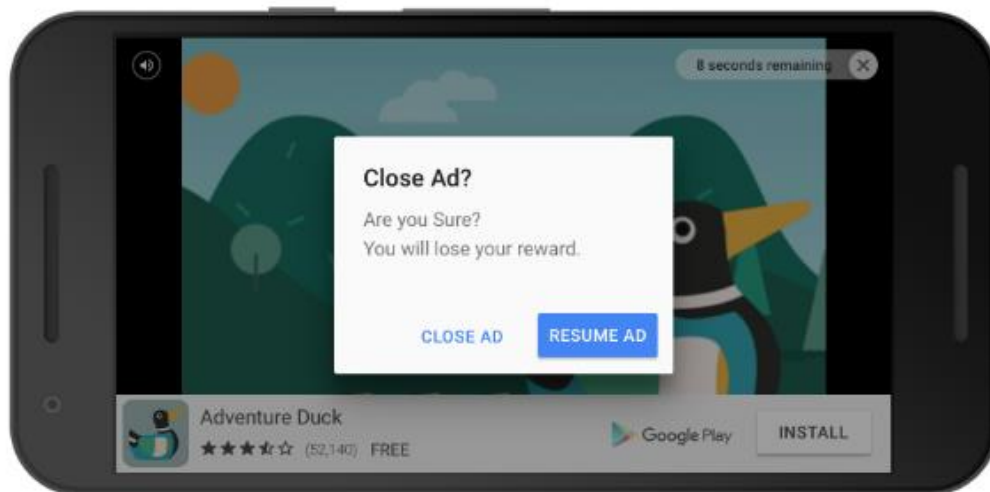 8 seconds remaining
Close Ad?
Are you Sure?
You will lose your reward.
CLOSE AD
RESUME AD
Adventure Duck
(52,140) FREE
Google Play
INSTALL